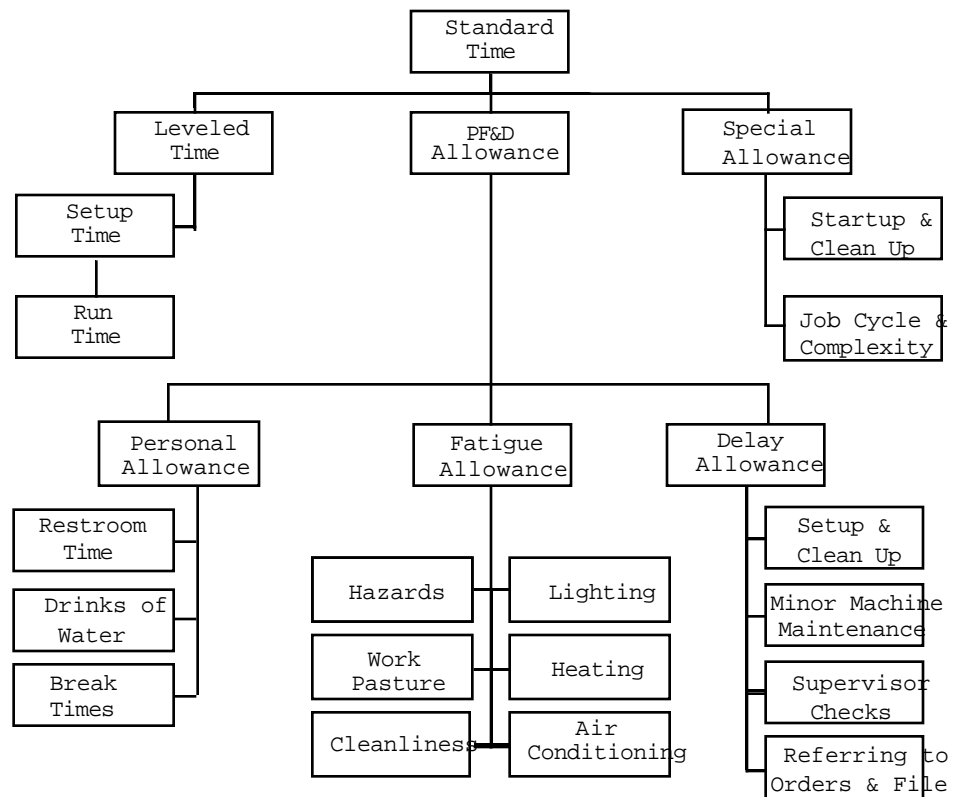 Standard
Time
Leveled
Time
PF&D
Allowance
Special
Allowance
Setup
Time
Run
Time
Startup &
Clean Up
Job Cycle &
Complexity
Personal
Allowance
Fatigue
Allowance
Delay
Allowance
Restroom
Time
Drinks of
Water
Break
Times
Hazards
Lighting
Work
Pasture
Heating
Cleanliness
Air
Conditioning
Setup &
Clean Up
Minor Machine
Maintenance
Supervisor
Checks
Referring to
Orders & File